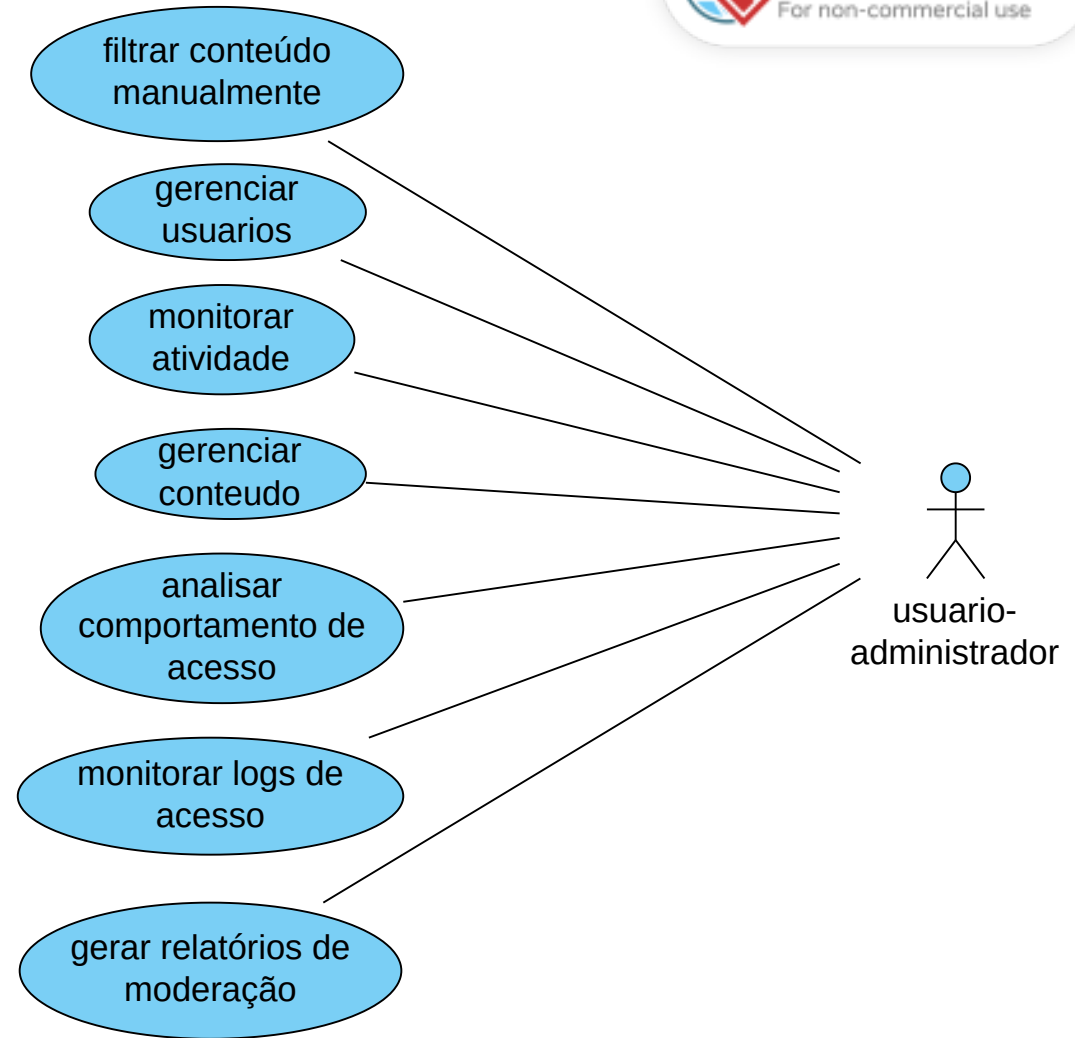 For non-commercial use
filtrar conteúdo
manualmente
gerenciar
usuarios
monitorar
atividade
gerenciar
conteudo
analisar
comportamento de
acesso
monitorar logs de
acesso
gerar relatórios de
moderação
usuario-
administrador